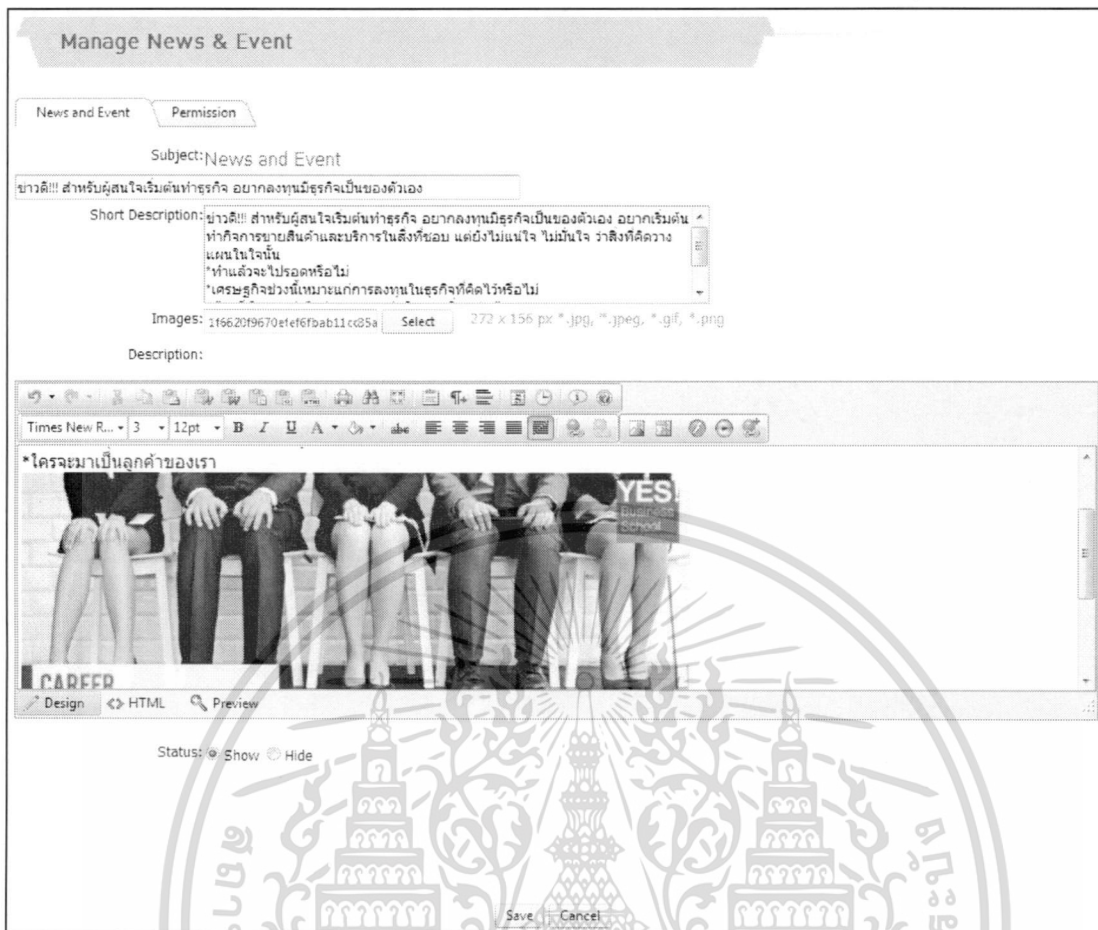 Manage News & Event
News and Event Permission
Subject: News and Event
ข่าวดี!!! สำหรับผู้สนใจเริ่มต้นทำธุรกิจ อยากลงทุนมีธุรกิจเป็นของตัวเอง
Short Description: ข่าวดี!!! สำหรับผู้สนใจเริ่มต้นทำธุรกิจ อยากลงทุนมีธุรกิจเป็นของตัวเอง อยากเริ่มต้น
ทำกิจการขายสินค้าและบริการในสิ่งที่ชอบ แต่ยังไม่แน่ใจ ไม่มั่นใจ ว่าสิ่งที่คิดวาง
แผนในใจนั้น
*ทำแล้วจะไปรอดหรือไม่
*เศรษฐกิจช่วงนี้เหมาะแก่การลงทุนในธุรกิจที่คิดไว้หรือไม่
Images: 1f6620f9670efef6fbab11cc85a Select 272 x 156 px *.jpg, *.jpeg, *.gif, *.png
Description:
Times New R... 3 12pt B I U A abc
*ใครจะมาเป็นลูกค้าของเรา
YES!
Business
School
CAREER
Design HTML Preview
Status: Show Hide
Save Cancel